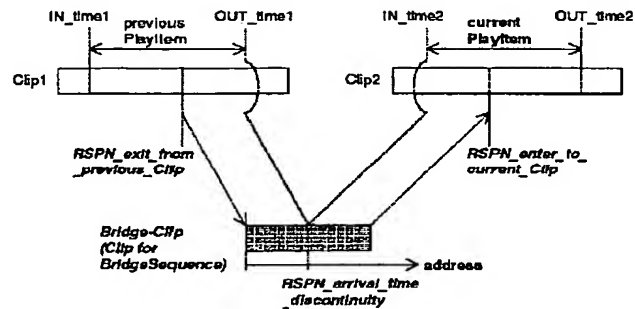 IN_time1
previous
PlayItem
OUT_time1
IN_time2
current
PlayItem
OUT_time2
Clip1
Clip2
RSPN_exit_from
_previous_Clip
RSPN_enter_to_
current_Clip
Bridge-Clip
(Clip for
BridgeSequence)
address
RSPN_arrival_time
_discontinuity